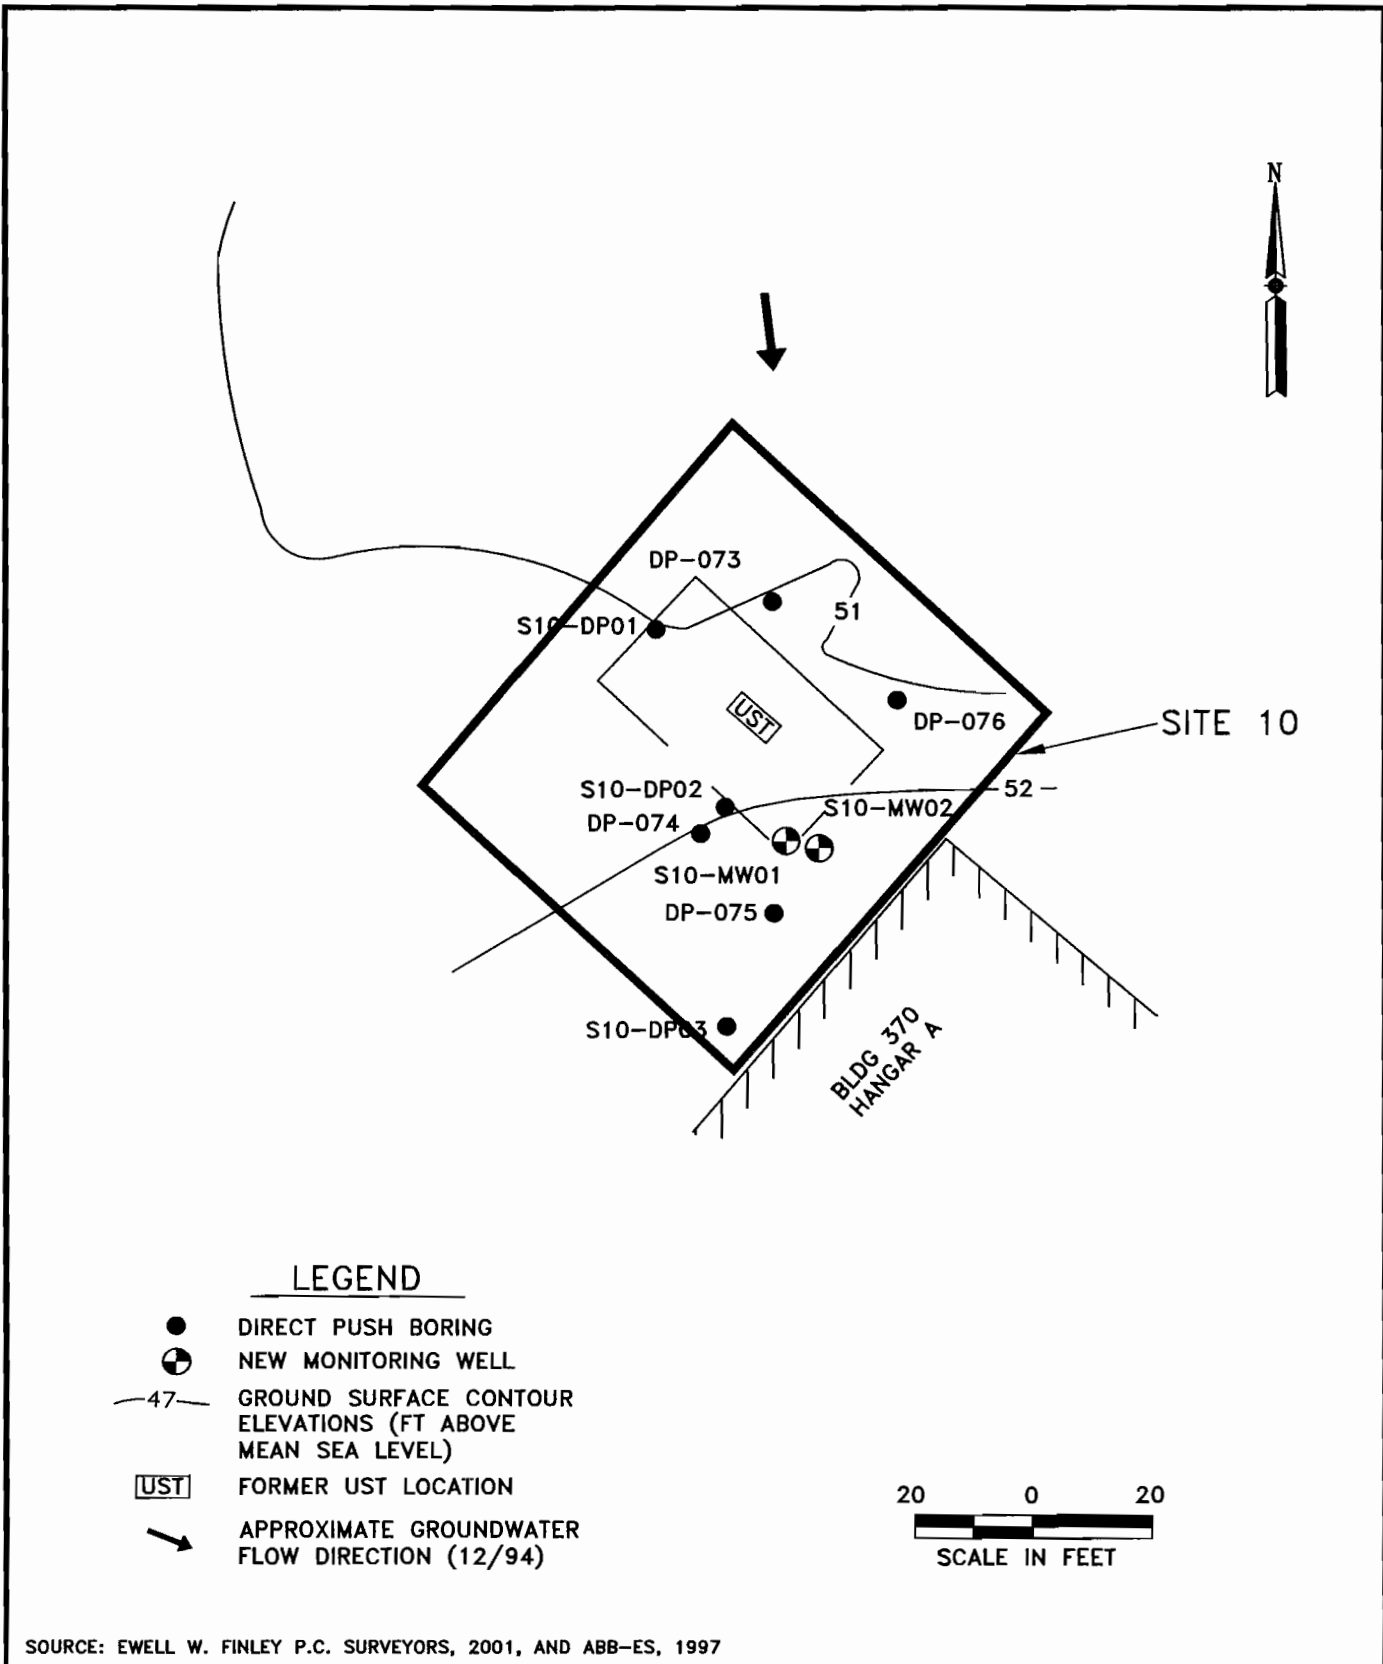 N
DP-073
51
S10-DP01
UST
DP-076
SITE 10
S10-DP02
52
S10-MW02
DP-074
S10-MW01
DP-075
S10-DP03
BLDG 370
HANGAR A
LEGEND
DIRECT PUSH BORING
NEW MONITORING WELL
47
GROUND SURFACE CONTOUR
ELEVATIONS (FT ABOVE
MEAN SEA LEVEL)
UST
FORMER UST LOCATION
APPROXIMATE GROUNDWATER
FLOW DIRECTION (12/94)
20 0 20
SCALE IN FEET
SOURCE: EWELL W. FINLEY P.C. SURVEYORS, 2001, AND ABB-ES, 1997